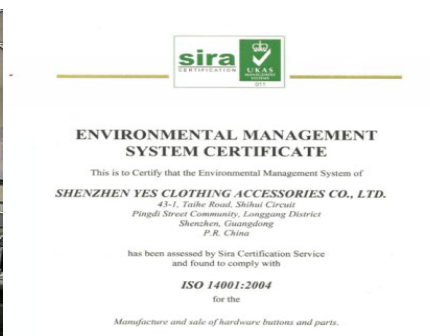 sira
CERTIFICATION
UKAS
MANAGEMENT
SYSTEMS
011
ENVIRONMENTAL MANAGEMENT
SYSTEM CERTIFICATE
This is to Certify that the Environmental Management System of
SHENZHEN YES CLOTHING ACCESSORIES CO., LTD.
43-1, Taihe Road, Shihui Circuit
Pingdi Street Community, Longgang District
Shenzhen, Guangdong
P.R. China
has been assessed by Sira Certification Service
and found to comply with
ISO 14001:2004
for the
Manufacture and sale of hardware buttons and parts.